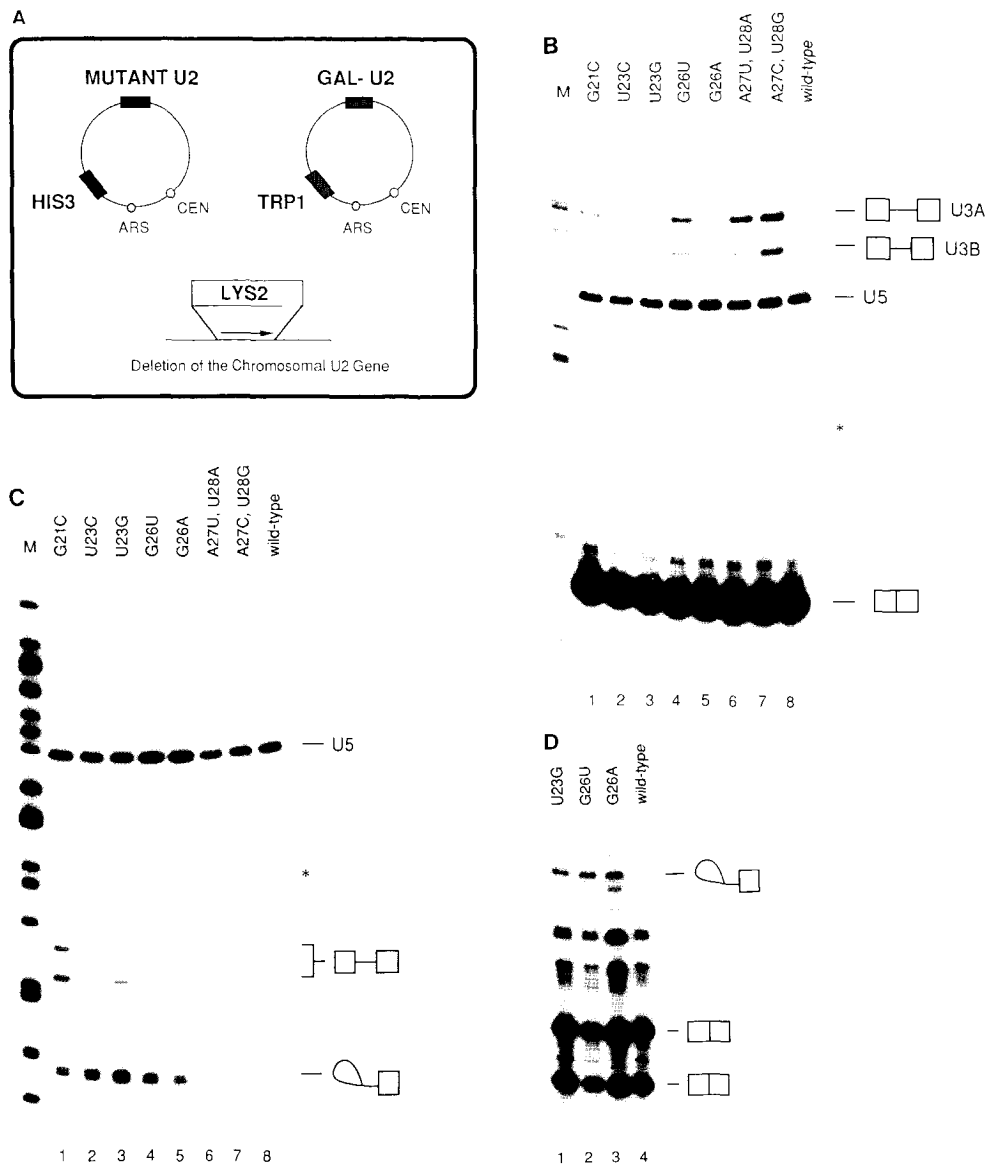 A
MUTANT U2
GAL- U2
HIS3
ARS
CEN
TRP1
ARS
CEN
LYS2
Deletion of the Chromosomal U2 Gene
B
M
G21C
U23C
U23G
G26U
G26A
A27U, U28A
A27C, U28G
wild-type
U3A
U3B
U5
*
1 2 3 4 5 6 7 8
C
M
G21C
U23C
U23G
G26U
G26A
A27U, U28A
A27C, U28G
wild-type
U5
*
1 2 3 4 5 6 7 8
D
U23G
G26U
G26A
wild-type
1 2 3 4